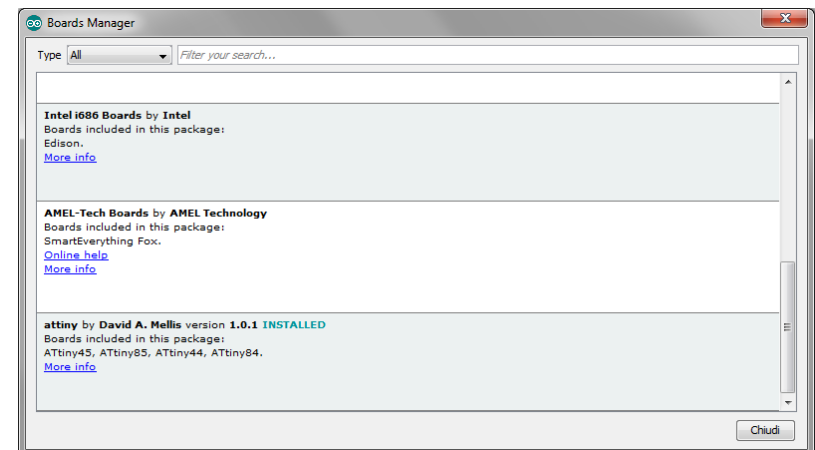 Boards Manager
Type All Filter your search...
Intel i686 Boards by Intel
Boards included in this package:
Edison.
More info
AMEL-Tech Boards by AMEL Technology
Boards included in this package:
SmartEverything Fox.
Online help
More info
attiny by David A. Mellis version 1.0.1 INSTALLED
Boards included in this package:
ATtiny45, ATtiny85, ATtiny44, ATtiny84.
More info
Chiudi